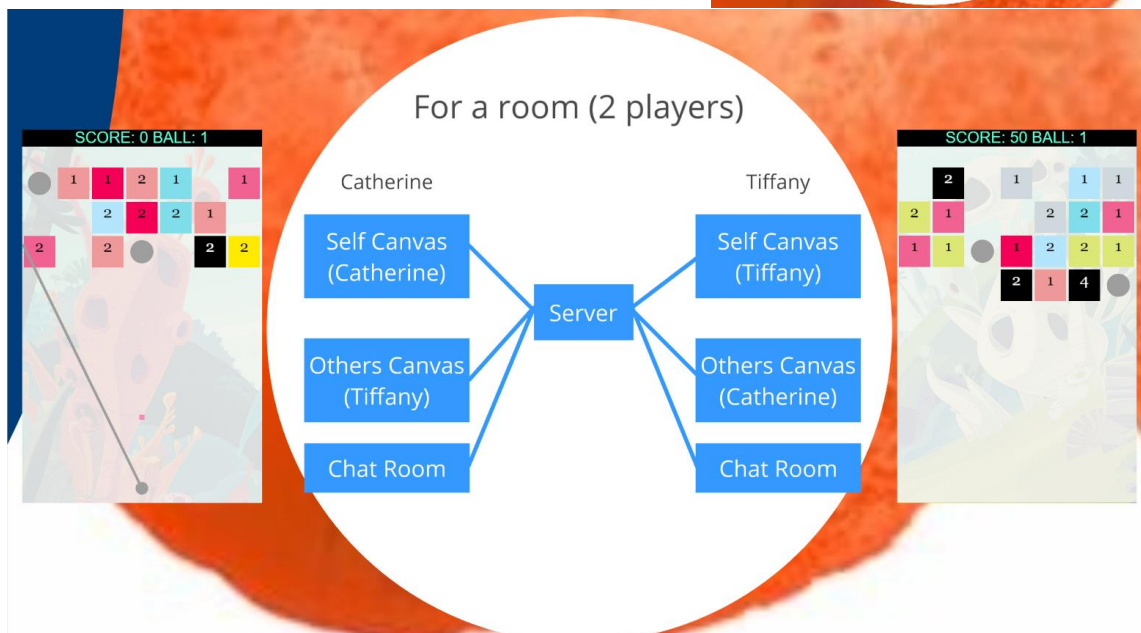 For a room (2 players)
SCORE: 0 BALL: 1
1 1 2 1 1
2 2 2 1
2 2 2 2
Catherine
Self Canvas
(Catherine)
Others Canvas
(Tiffany)
Chat Room
Server
Tiffany
Self Canvas
(Tiffany)
Others Canvas
(Catherine)
Chat Room
SCORE: 50 BALL: 1
2 1 1 1
2 1 2 2 1
1 1 1 2 2 1
2 1 4